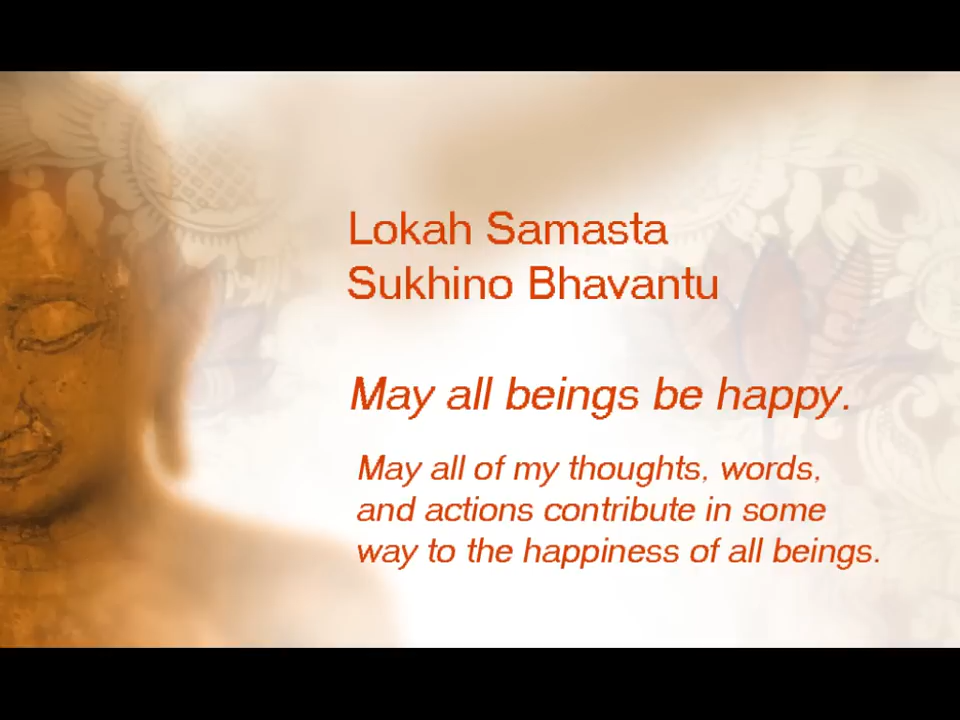 Lokah Samasta
Sukhino Bhavantu
May all beings be happy.
May all of my thoughts, words,
and actions contribute in some
way to the happiness of all beings.